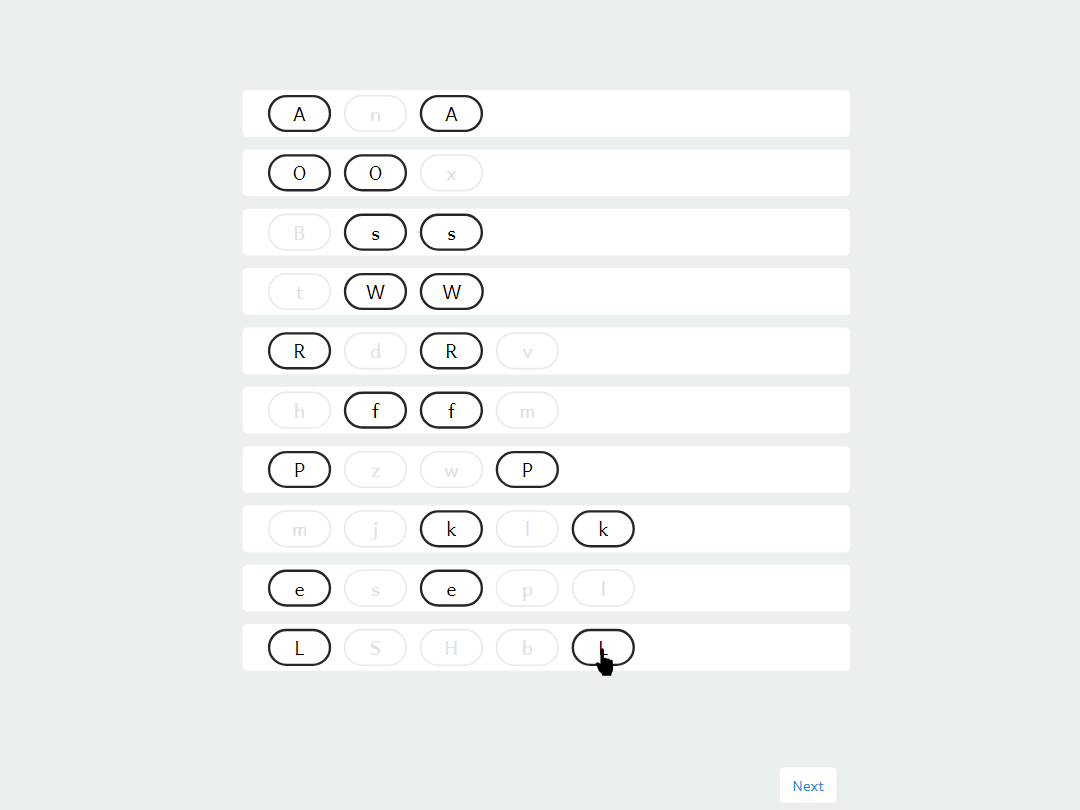 A n A
O O x
B s s
t W W
R d R v
h f f m
P z w P
m j k l k
e s e p l
L S H b L
Next